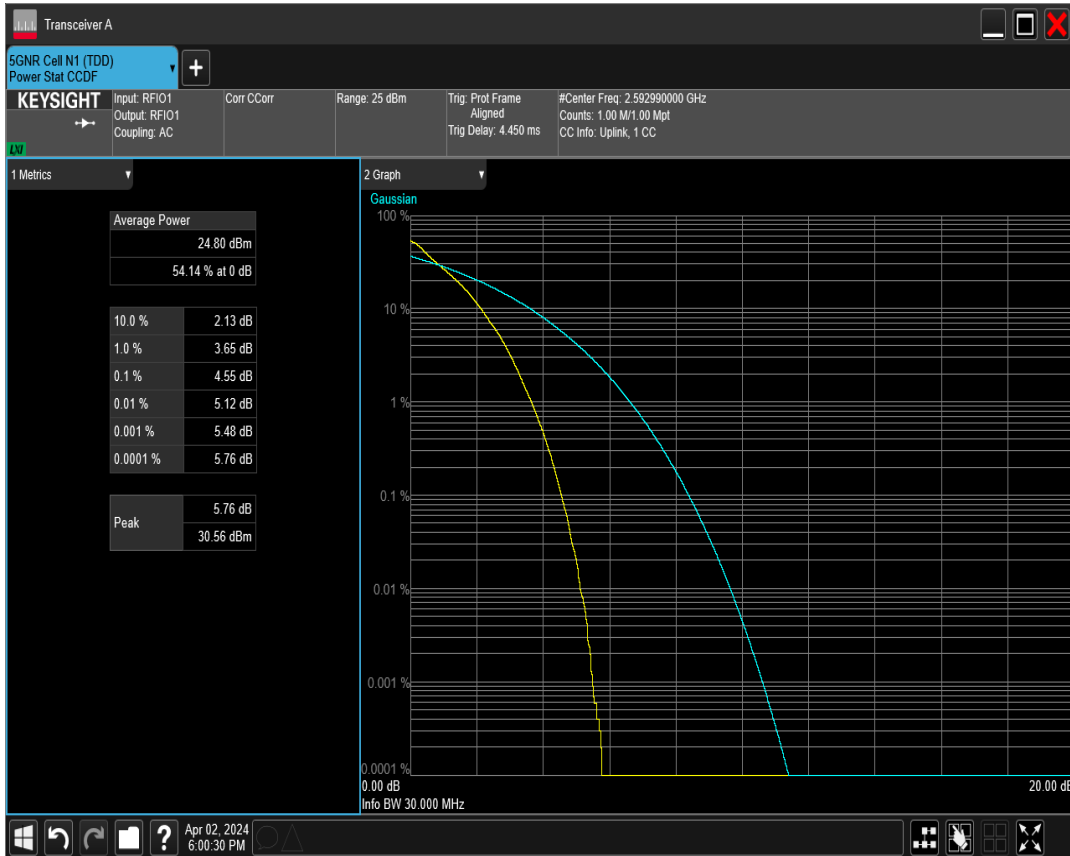 Transceiver A
5GNR Cell N1 (TDD)
Power Stat CCDF
KEYSIGHT
LXI
Input: RFIO1
Output: RFIO1
Coupling: AC
Corr CCorr
Range: 25 dBm
Trig: Prot Frame
Aligned
Trig Delay: 4.450 ms
#Center Freq: 2.592990000 GHz
Counts: 1.00 M/1.00 Mpt
CC Info: Uplink, 1 CC
1 Metrics
Average Power
24.80 dBm
54.14 % at 0 dB
10.0 % 2.13 dB
1.0 % 3.65 dB
0.1 % 4.55 dB
0.01 % 5.12 dB
0.001 % 5.48 dB
0.0001 % 5.76 dB
Peak
5.76 dB
30.56 dBm
2 Graph
Gaussian
100 %
10 %
1 %
0.1 %
0.01 %
0.001 %
0.0001 %
0.00 dB 20.00 dB
Info BW 30.000 MHz
?
Apr 02, 2024
6:00:30 PM